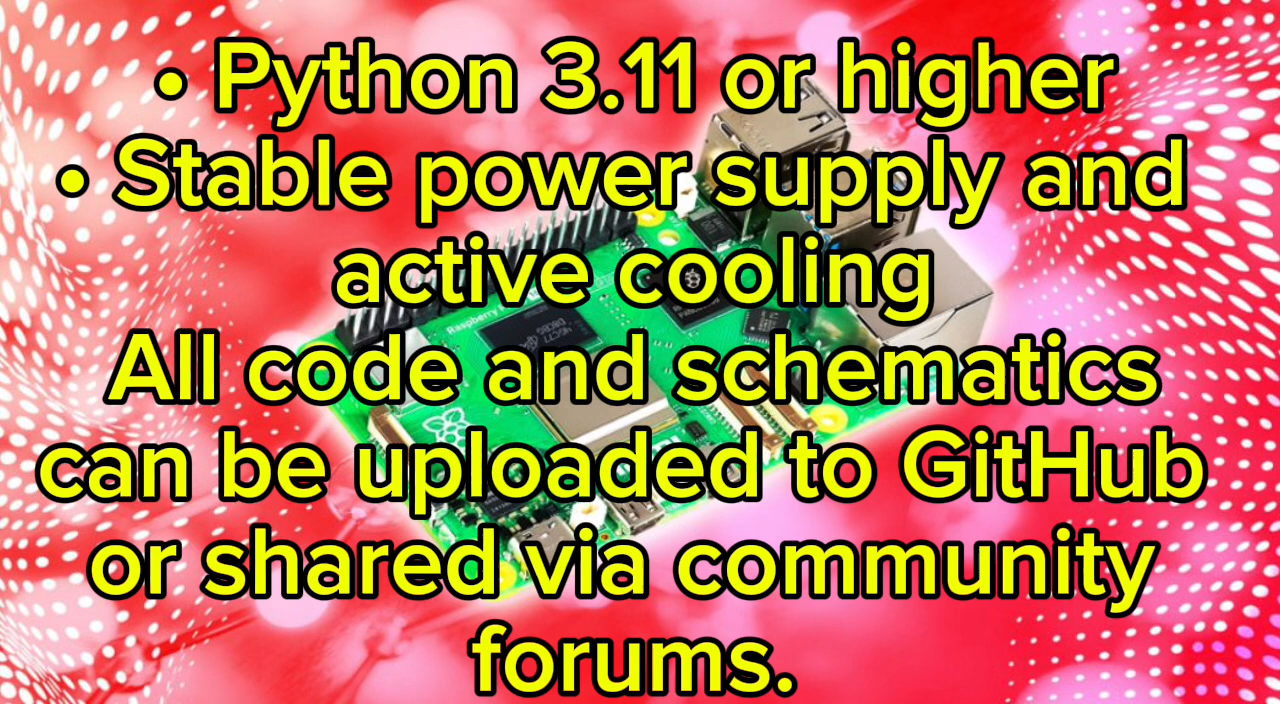 • Python 3.11 or higher
• Stable power supply and
active cooling
All code and schematics
can be uploaded to GitHub
or shared via community
forums.
Raspberry